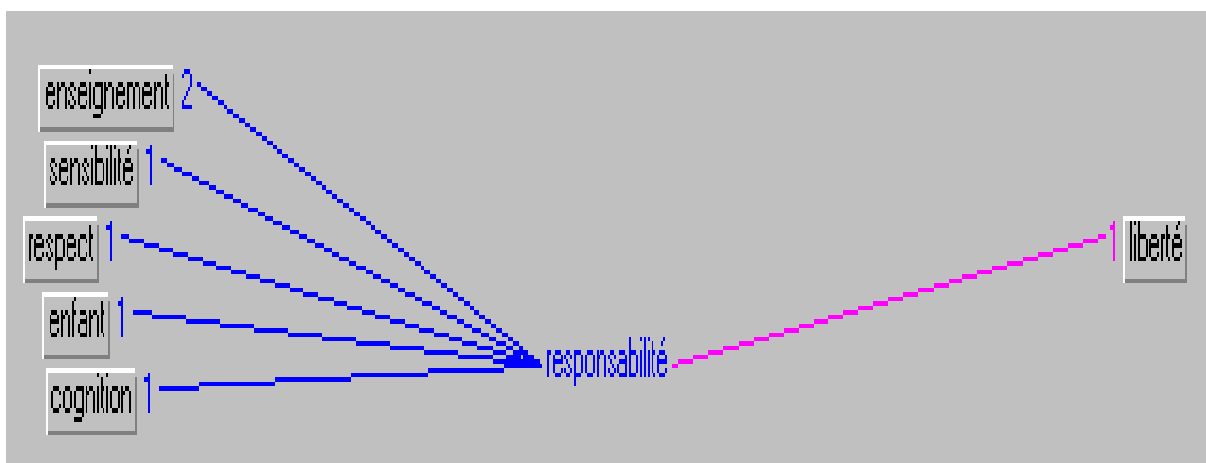 enseignement 2
sensibilité 1
respect 1
1 liberté
enfant 1
responsabilité
cognition 1